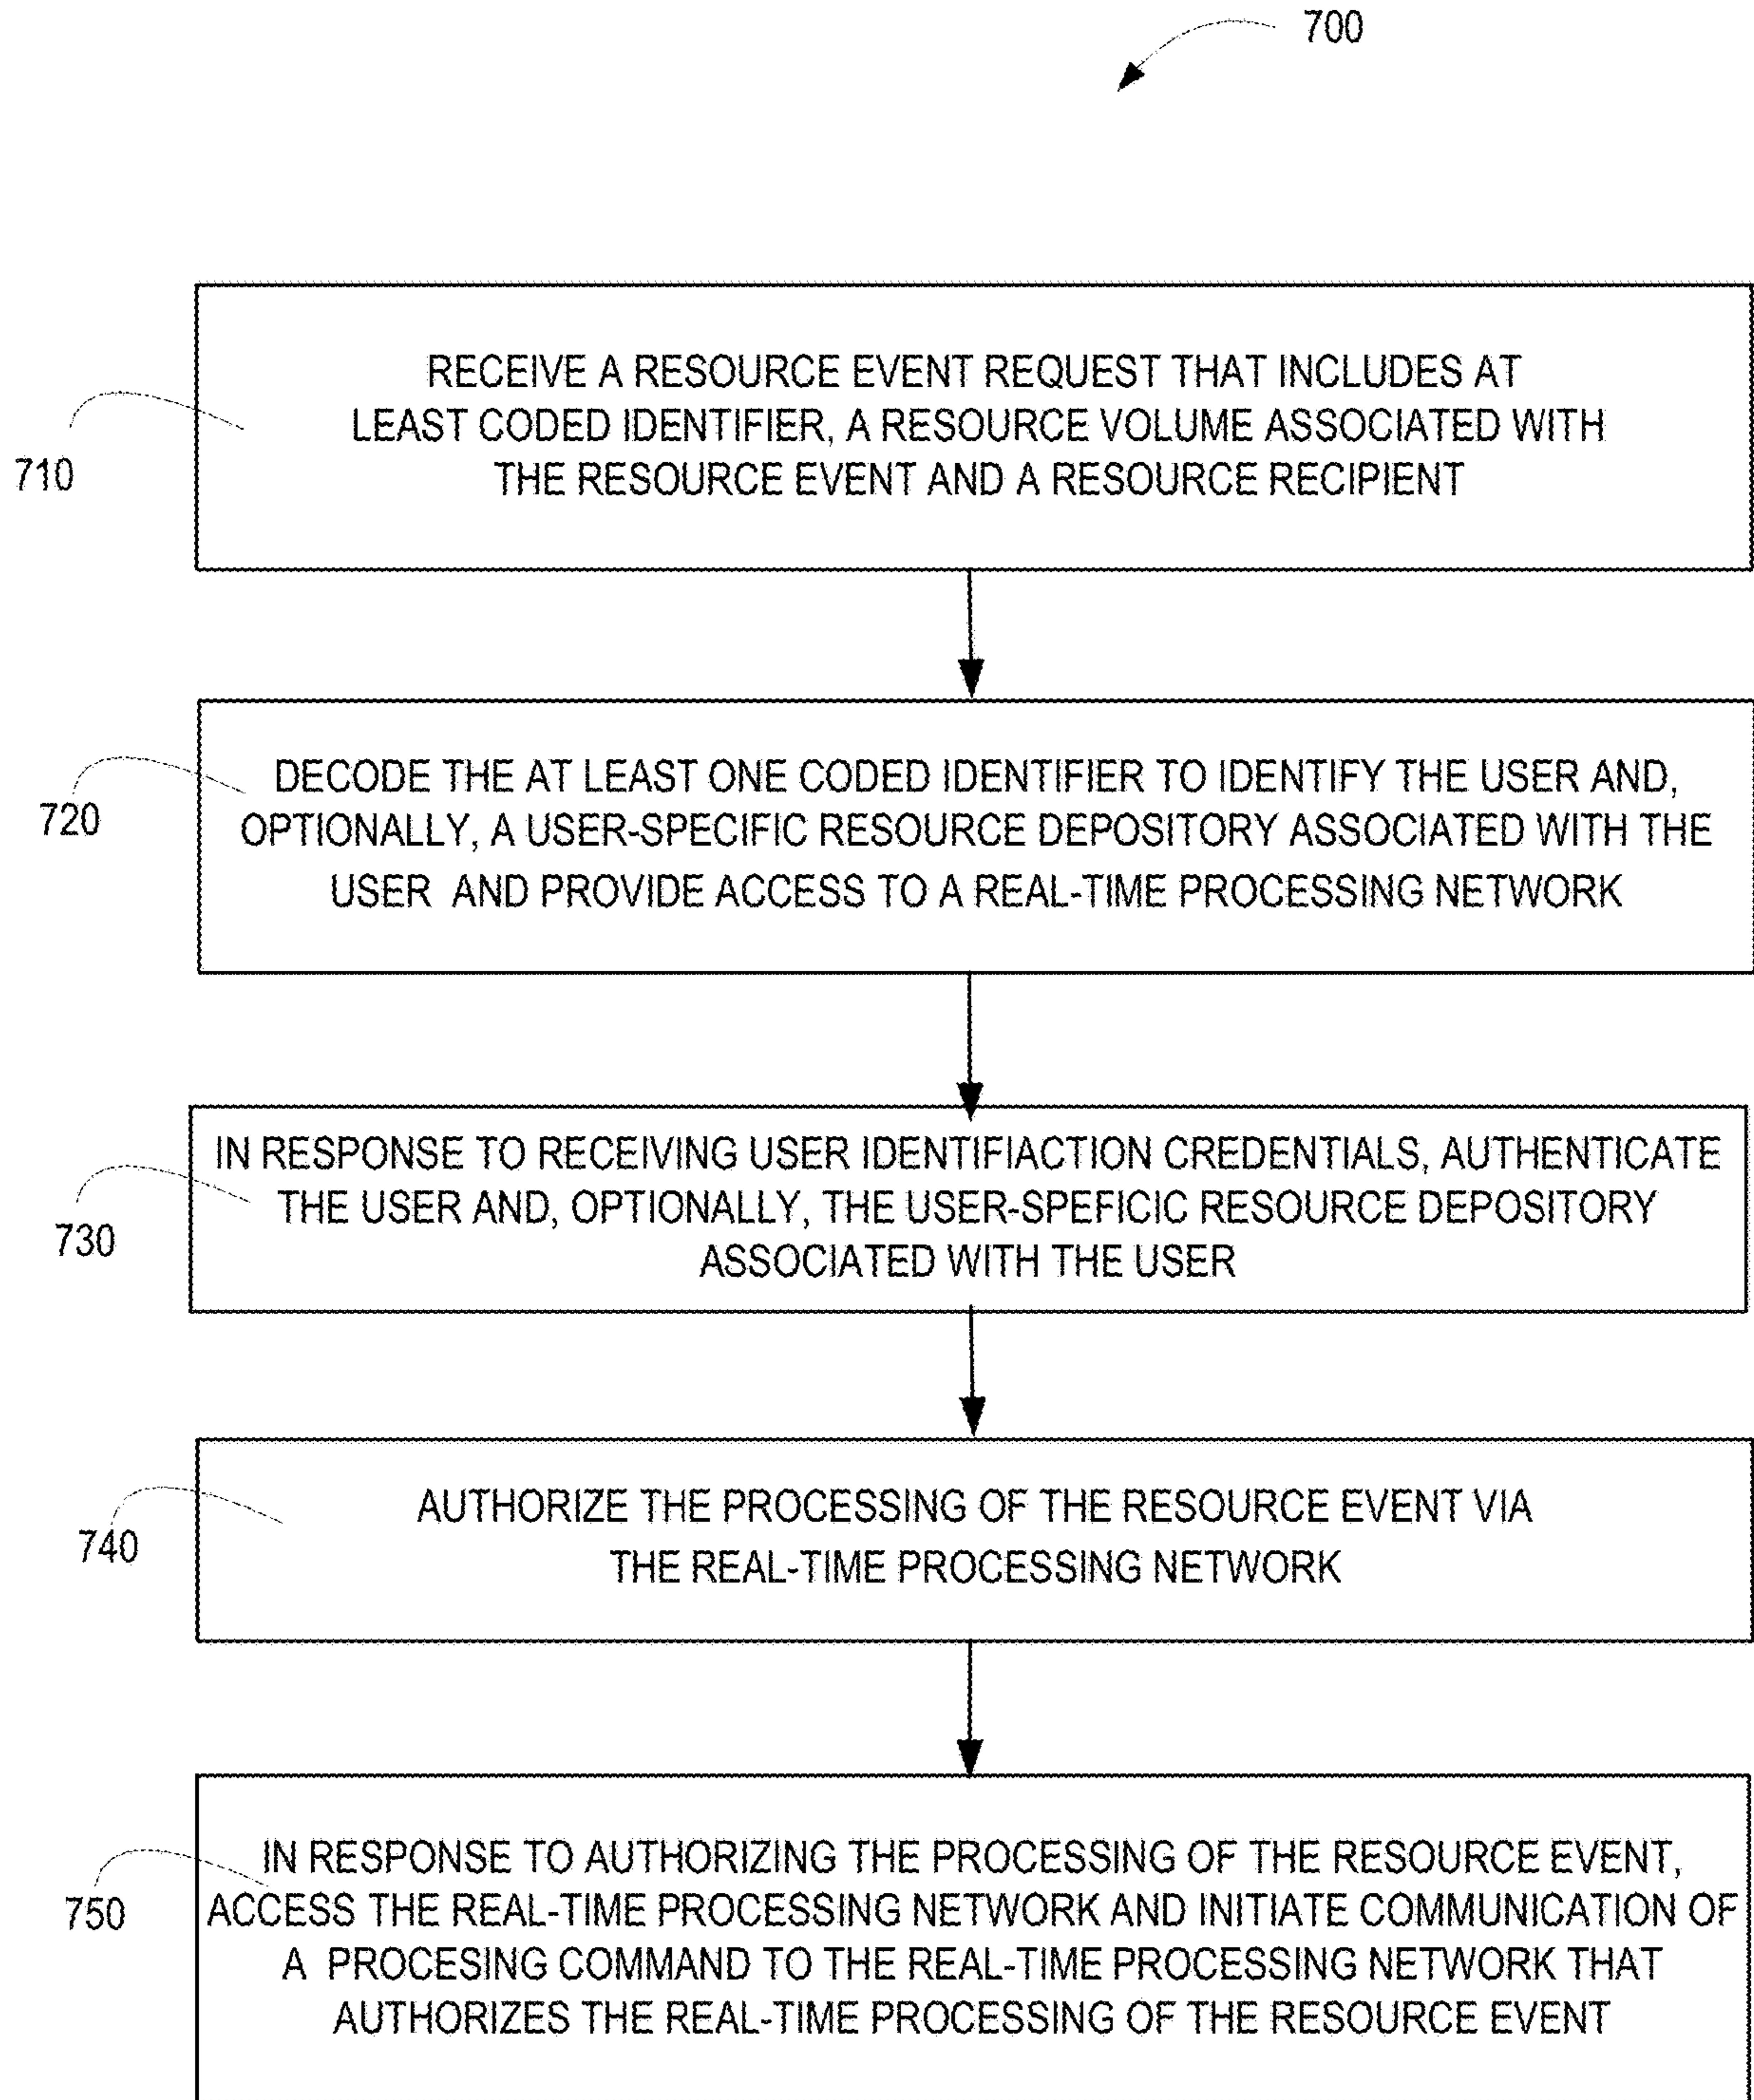 700
RECEIVE A RESOURCE EVENT REQUEST THAT INCLUDES AT
LEAST CODED IDENTIFIER, A RESOURCE VOLUME ASSOCIATED WITH
THE RESOURCE EVENT AND A RESOURCE RECIPIENT
710
DECODE THE AT LEAST ONE CODED IDENTIFIER TO IDENTIFY THE USER AND,
OPTIONALLY, A USER-SPECIFIC RESOURCE DEPOSITORY ASSOCIATED WITH THE
USER AND PROVIDE ACCESS TO A REAL-TIME PROCESSING NETWORK
720
IN RESPONSE TO RECEIVING USER IDENTIFIACTION CREDENTIALS, AUTHENTICATE
THE USER AND, OPTIONALLY, THE USER-SPEFICIC RESOURCE DEPOSITORY
ASSOCIATED WITH THE USER
730
AUTHORIZE THE PROCESSING OF THE RESOURCE EVENT VIA
THE REAL-TIME PROCESSING NETWORK
740
IN RESPONSE TO AUTHORIZING THE PROCESSING OF THE RESOURCE EVENT,
ACCESS THE REAL-TIME PROCESSING NETWORK AND INITIATE COMMUNICATION OF
A PROCESING COMMAND TO THE REAL-TIME PROCESSING NETWORK THAT
AUTHORIZES THE REAL-TIME PROCESSING OF THE RESOURCE EVENT
750